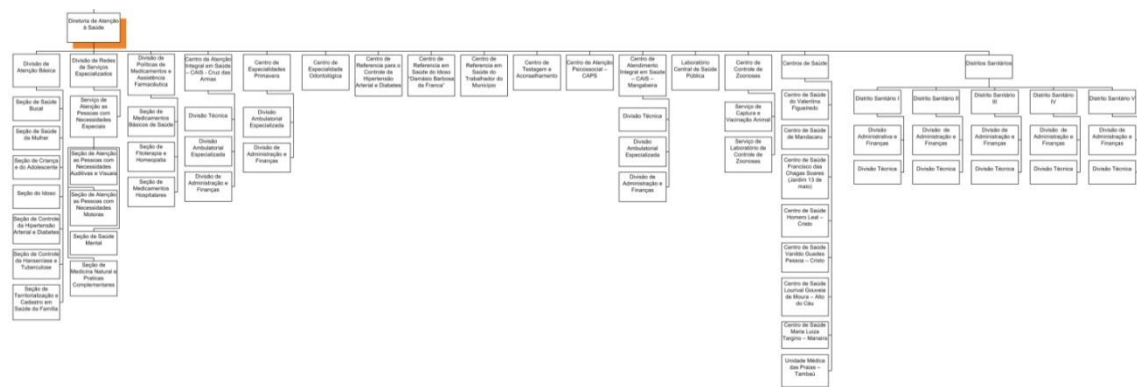 Diretoria de Atenção
à Saúde
Divisão de
Atenção Básica
Seção de Saúde
Bucal
Seção de Saúde
da Mulher
Seção de Criança
e do Adolescente
Seção do Idoso
Seção de Controle
da Hipertensão
Arterial e Diabetes
Seção de Controle
da Hanseníase e
Tuberculose
Seção de
Territorialização e
Cadastro em
Saúde da Família
Divisão de Redes
de Serviços
Especializados
Serviço de
Atenção as
Pessoas com
Necessidades
Especiais
Seção de Atenção
às Pessoas com
Necessidades
Auditivas e Visuais
Seção de Atenção
as Pessoas com
Necessidades
Motoras
Seção de Saúde
Mental
Seção de
Medicina Natural e
Praticas
Complementares
Divisão de
Políticas de
Medicamentos e
Assistência
Farmacêutica
Seção de
Medicamentos
Básicos de Saúde
Seção de
Fitoterapia e
Homeopatia
Seção de
Medicamentos
Hospitalares
Centro de Atenção
Integral em Saúde
– CAIS - Cruz das
Armas
Divisão Técnica
Divisão
Ambulatorial
Especializada
Divisão de
Administração e
Finanças
Centro de
Especialidades
Primavera
Divisão
Ambulatorial
Especializada
Divisão de
Administração e
Finanças
Centro de
Especialidade
Odontológica
Centro de
Referencia para o
Controle da
Hipertensão
Arterial e Diabetes
Centro de
Referencia em
Saúde do Idoso
"Damásio Barbosa
da Franca"
Centro de
Referencia em
Saúde do
Trabalhador do
Município
Centro de
Testagem e
Aconselhamento
Centro de Atenção
Psicossocial –
CAPS
Centro de
Atendimento
Integral em Saúde
– CAIS -
Mangabeira
Divisão Técnica
Divisão
Ambulatorial
Especializada
Divisão de
Administração e
Finanças
Laboratório
Central de Saúde
Pública
Centro de
Controle de
Zoonoses
Serviço de
Captura e
Vacinação Animal
Serviço de
Laboratório de
Controle de
Zoonoses
Centros de Saúde
Centro de Saúde
do Valentina
Figueiredo
Centro de Saúde
de Mandacaru
Centro de Saúde
Francisco das
Chagas Soares
(Jardim 13 de
maio)
Centro de Saúde
Homero Leal –
Cristo
Centro de Saúde
Vanildo Guedes
Pessoa – Cristo
Centro de Saúde
Lourival Gouveia
de Moura – Alto
do Céu
Centro de Saúde
Maria Luiza
Targino – Manaira
Unidade Médica
das Praias –
Tambaú
Distritos Sanitários
Distrito Sanitário I
Divisão
Administrativa e
Finanças
Divisão Técnica
Distrito Sanitário II
Divisão de
Administração e
Finanças
Divisão Técnica
Distrito Sanitário
III
Divisão de
Administração e
Finanças
Divisão Técnica
Distrito Sanitário
IV
Divisão de
Administração e
Finanças
Divisão Técnica
Distrito Sanitário V
Divisão de
Administração e
Finanças
Divisão Técnica